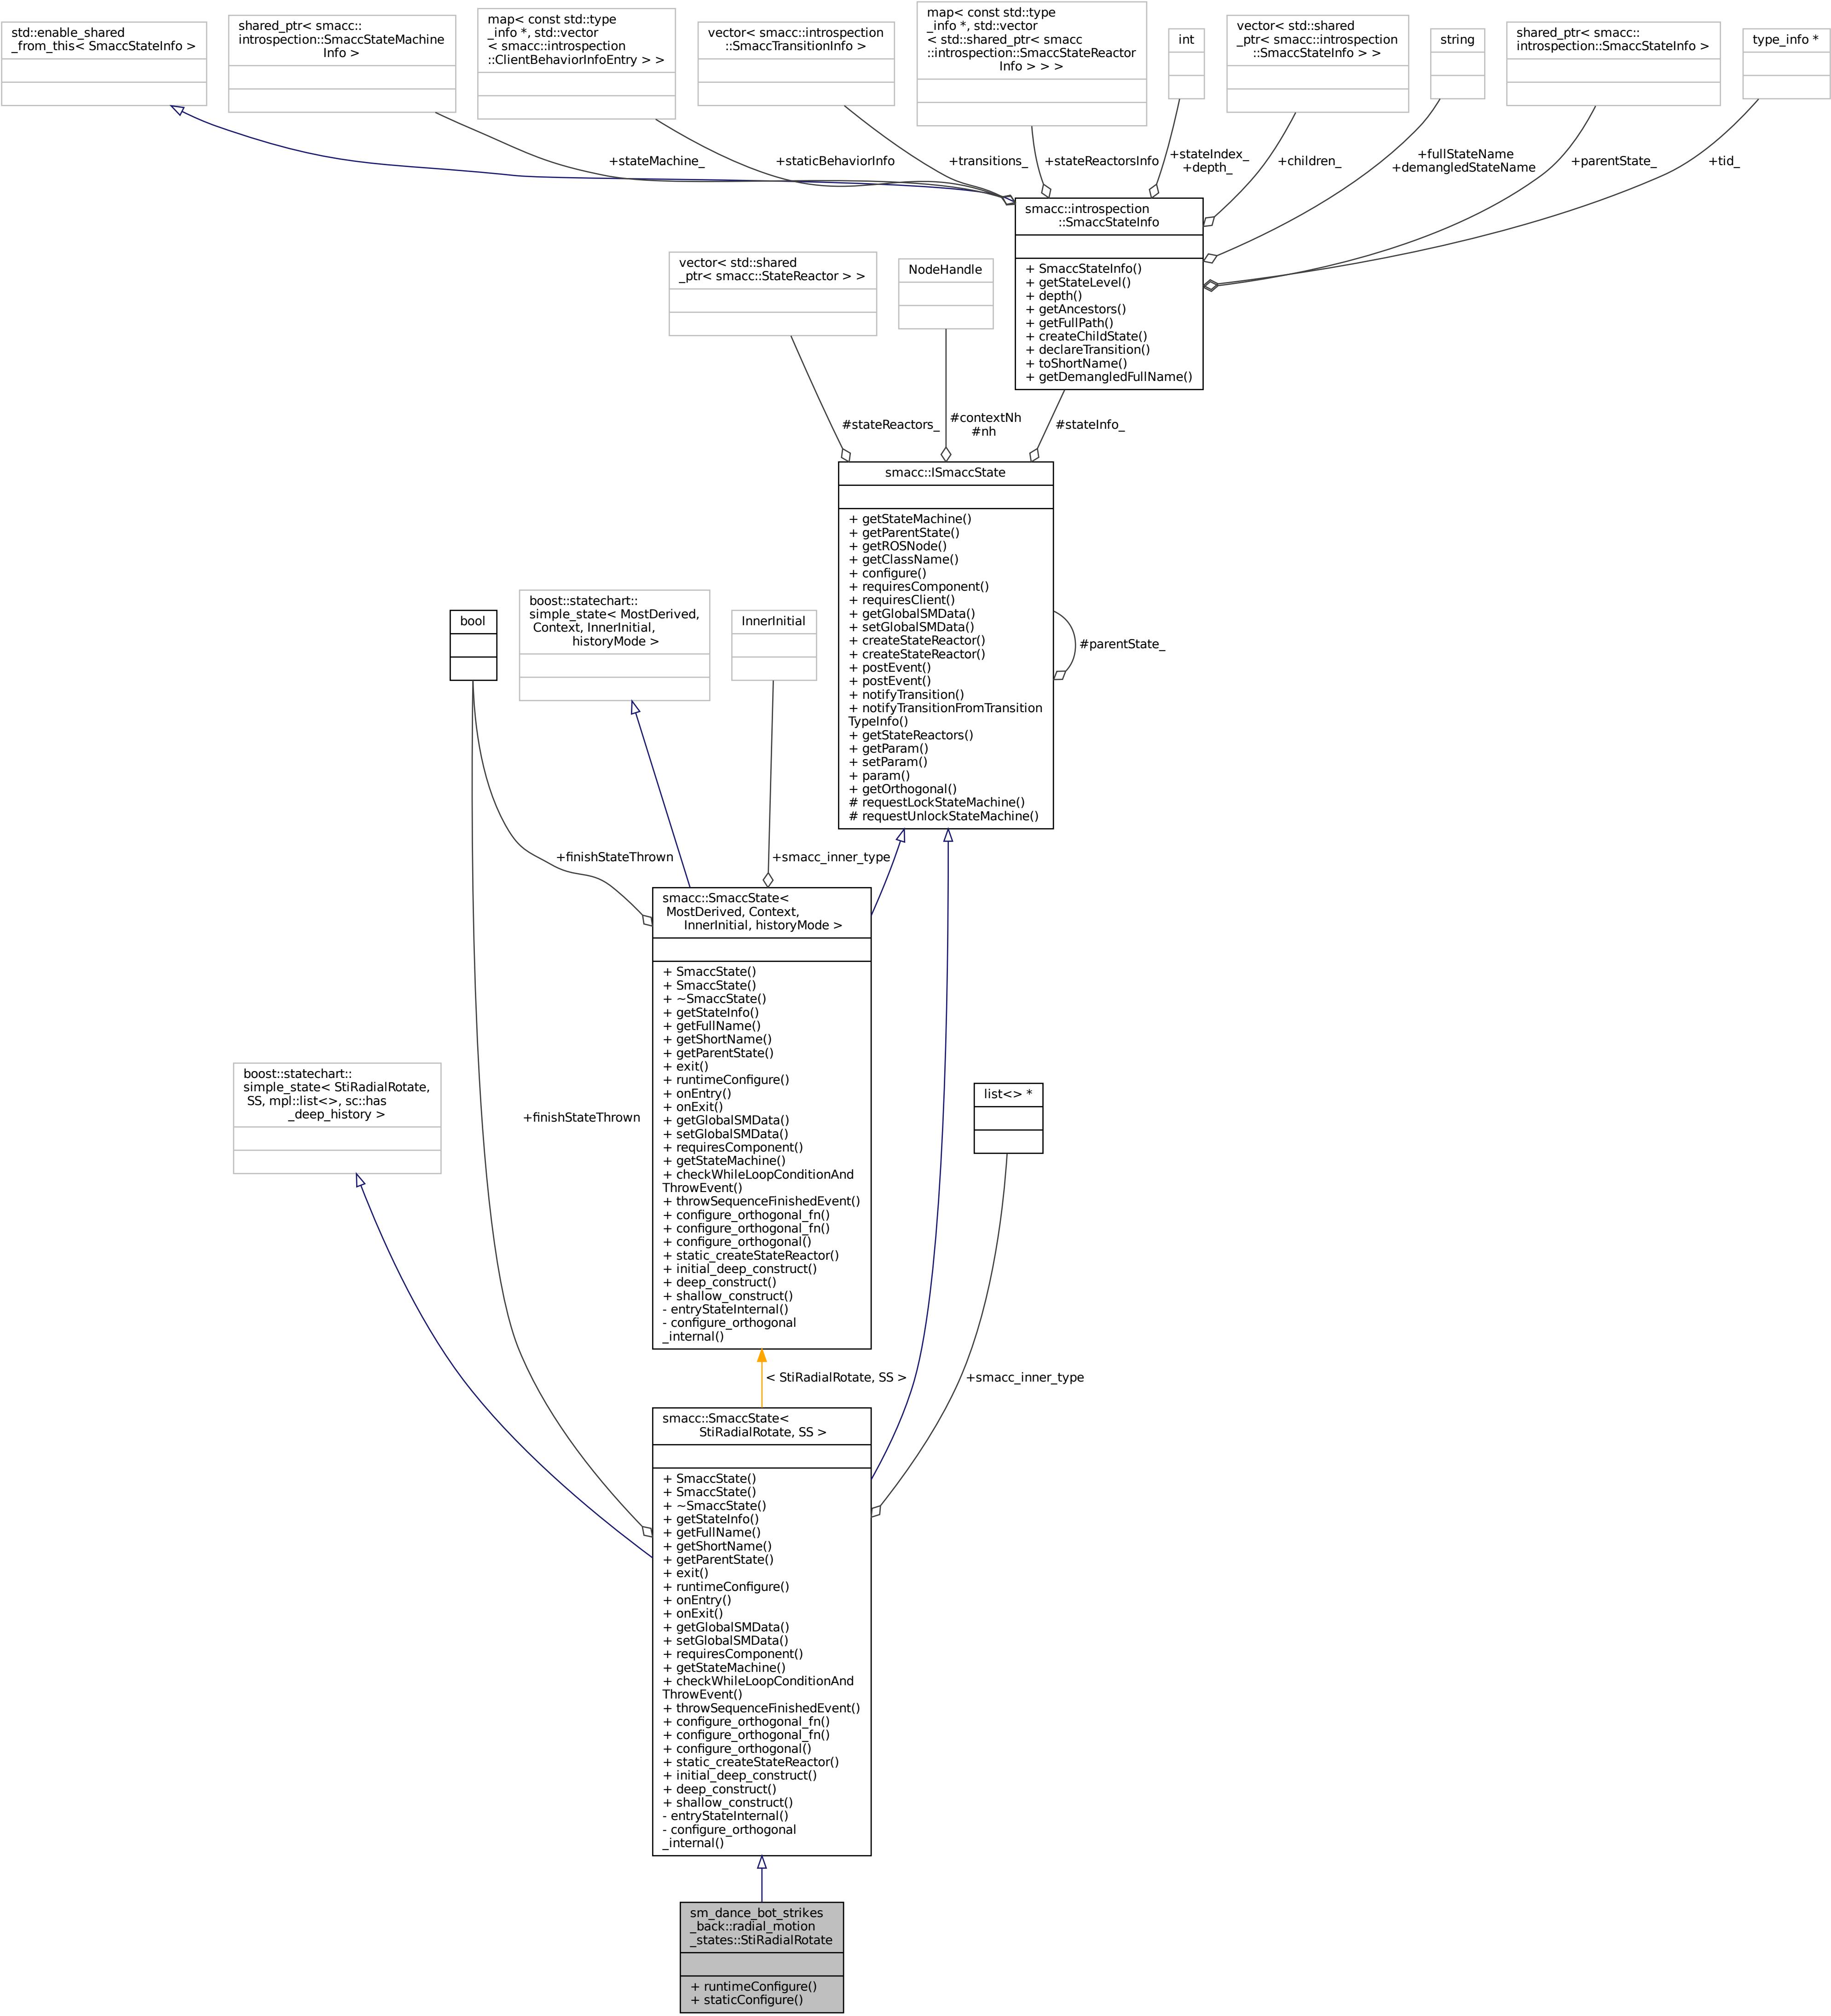 std::enable_shared
_from_this< SmaccStateInfo >
shared_ptr< smacc::
introspection::SmaccStateMachine
Info >
map< const std::type
_info *, std::vector
< smacc::introspection
::ClientBehaviorInfoEntry > >
vector< smacc::introspection
::SmaccTransitionInfo >
map< const std::type
_info *, std::vector
< std::shared_ptr< smacc
::introspection::SmaccStateReactor
Info > > >
int
vector< std::shared
_ptr< smacc::introspection
::SmaccStateInfo > >
string
shared_ptr< smacc::
introspection::SmaccStateInfo >
type_info *
+stateMachine_
+staticBehaviorInfo
+transitions_
+stateReactorsInfo
+stateIndex_
+depth_
+children_
+fullStateName
+demangledStateName
+parentState_
+tid_
smacc::introspection
::SmaccStateInfo
+ SmaccStateInfo()
+ getStateLevel()
+ depth()
+ getAncestors()
+ getFullPath()
+ createChildState()
+ declareTransition()
+ toShortName()
+ getDemangledFullName()
vector< std::shared
_ptr< smacc::StateReactor > >
NodeHandle
#stateReactors_
#contextNh
#nh
#stateInfo_
smacc::ISmaccState
+ getStateMachine()
+ getParentState()
+ getROSNode()
+ getClassName()
+ configure()
+ requiresComponent()
+ requiresClient()
+ getGlobalSMData()
+ setGlobalSMData()
+ createStateReactor()
+ createStateReactor()
+ postEvent()
+ postEvent()
+ notifyTransition()
+ notifyTransitionFromTransition
TypeInfo()
+ getStateReactors()
+ getParam()
+ setParam()
+ param()
+ getOrthogonal()
# requestLockStateMachine()
# requestUnlockStateMachine()
#parentState_
bool
boost::statechart::
simple_state< MostDerived,
Context, InnerInitial,
historyMode >
InnerInitial
+finishStateThrown
+smacc_inner_type
smacc::SmaccState<
MostDerived, Context,
InnerInitial, historyMode >
+ SmaccState()
+ SmaccState()
+ ~SmaccState()
+ getStateInfo()
+ getFullName()
+ getShortName()
+ getParentState()
+ exit()
+ runtimeConfigure()
+ onEntry()
+ onExit()
+ getGlobalSMData()
+ setGlobalSMData()
+ requiresComponent()
+ getStateMachine()
+ checkWhileLoopConditionAnd
ThrowEvent()
+ throwSequenceFinishedEvent()
+ configure_orthogonal_fn()
+ configure_orthogonal_fn()
+ configure_orthogonal()
+ static_createStateReactor()
+ initial_deep_construct()
+ deep_construct()
+ shallow_construct()
- entryStateInternal()
- configure_orthogonal
_internal()
boost::statechart::
simple_state< StiRadialRotate,
SS, mpl::list<>, sc::has
_deep_history >
+finishStateThrown
list<> *
< StiRadialRotate, SS >
+smacc_inner_type
smacc::SmaccState<
StiRadialRotate, SS >
+ SmaccState()
+ SmaccState()
+ ~SmaccState()
+ getStateInfo()
+ getFullName()
+ getShortName()
+ getParentState()
+ exit()
+ runtimeConfigure()
+ onEntry()
+ onExit()
+ getGlobalSMData()
+ setGlobalSMData()
+ requiresComponent()
+ getStateMachine()
+ checkWhileLoopConditionAnd
ThrowEvent()
+ throwSequenceFinishedEvent()
+ configure_orthogonal_fn()
+ configure_orthogonal_fn()
+ configure_orthogonal()
+ static_createStateReactor()
+ initial_deep_construct()
+ deep_construct()
+ shallow_construct()
- entryStateInternal()
- configure_orthogonal
_internal()
sm_dance_bot_strikes
_back::radial_motion
_states::StiRadialRotate
+ runtimeConfigure()
+ staticConfigure()